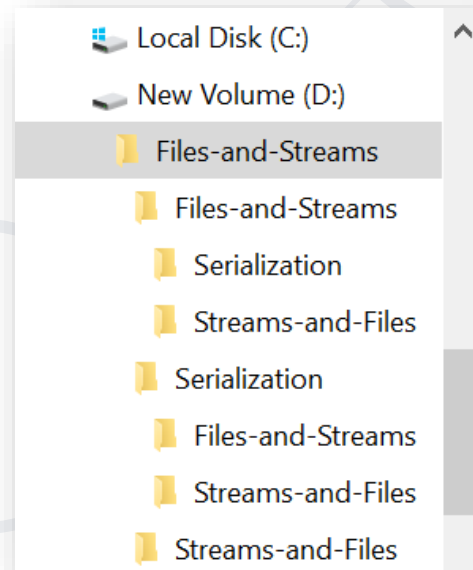 Local Disk (C:)
New Volume (D:)
Files-and-Streams
Files-and-Streams
Serialization
Streams-and-Files
Serialization
Files-and-Streams
Streams-and-Files
Streams-and-Files